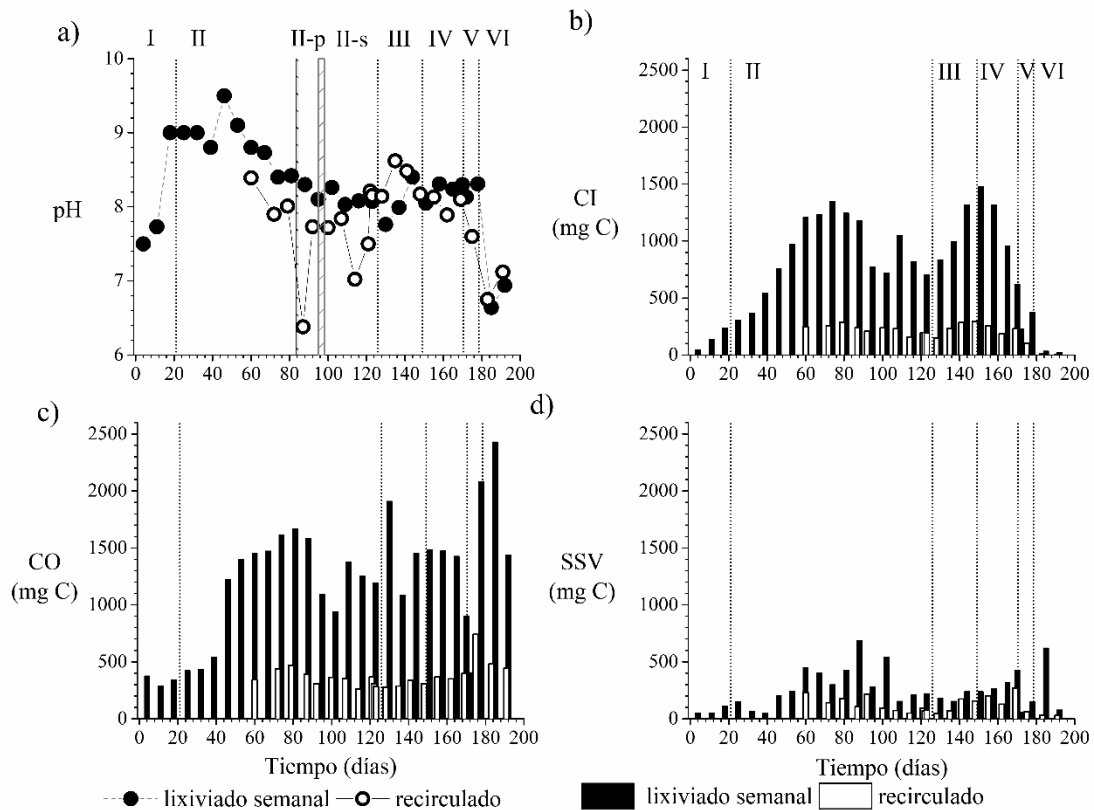 a)
I II II-p II-s III IV V VI
10
9
8
7
6
pH
0 20 40 60 80 100 120 140 160 180 200
b)
I II III IV V VI
2500
2000
1500
1000
500
0
CI
(mg C)
0 20 40 60 80 100 120 140 160 180 200
c)
2500
2000
1500
1000
500
0
CO
(mg C)
0 20 40 60 80 100 120 140 160 180 200
Tiempo (días)
d)
2500
2000
1500
1000
500
0
SSV
(mg C)
0 20 40 60 80 100 120 140 160 180 200
Tiempo (días)
lixiviado semanal recirculado
lixiviado semanal recirculado